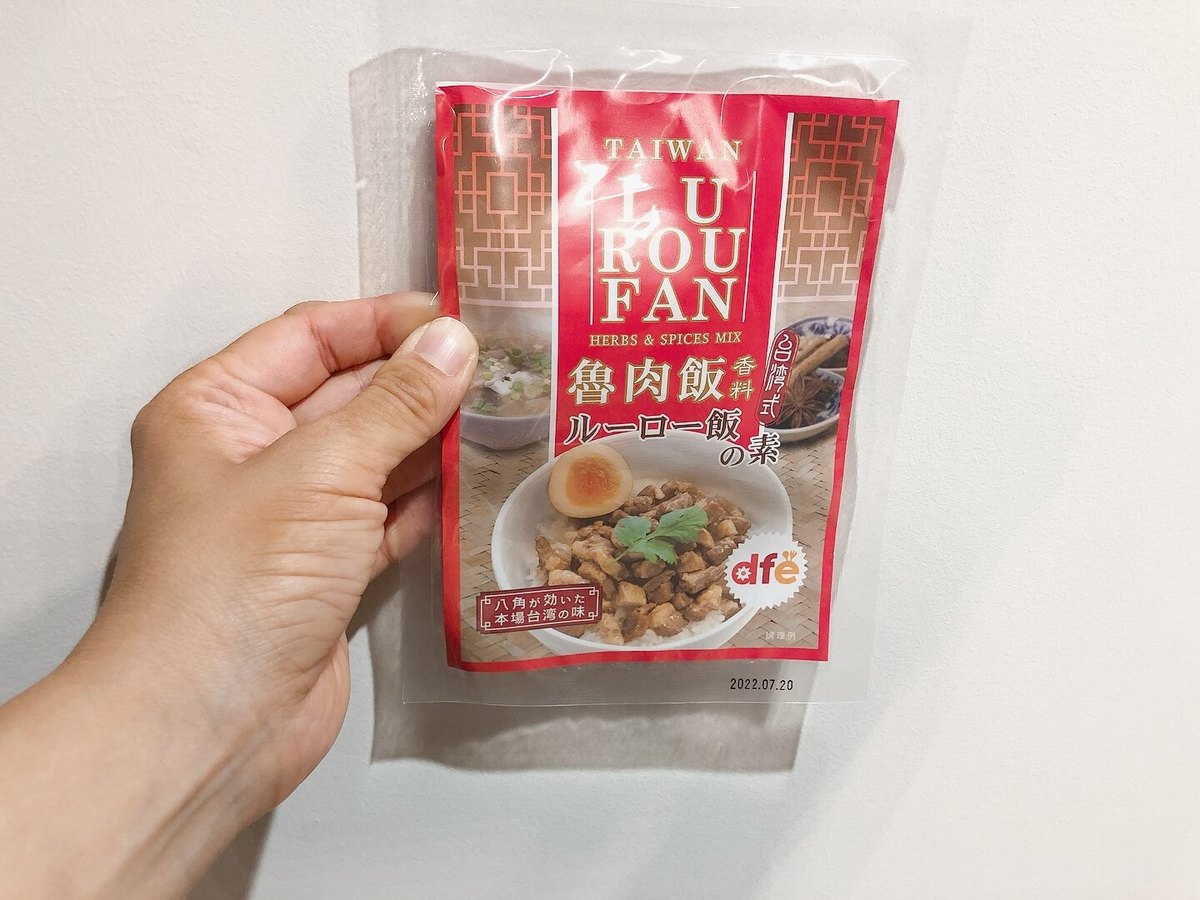 TAIWAN
LU
ROU
FAN
HERBS & SPICES MIX
魯肉飯
香料
台湾式
ルーロー飯
の素
dfe
八角が効いた
本場台湾の味
調理例
2022.07.20